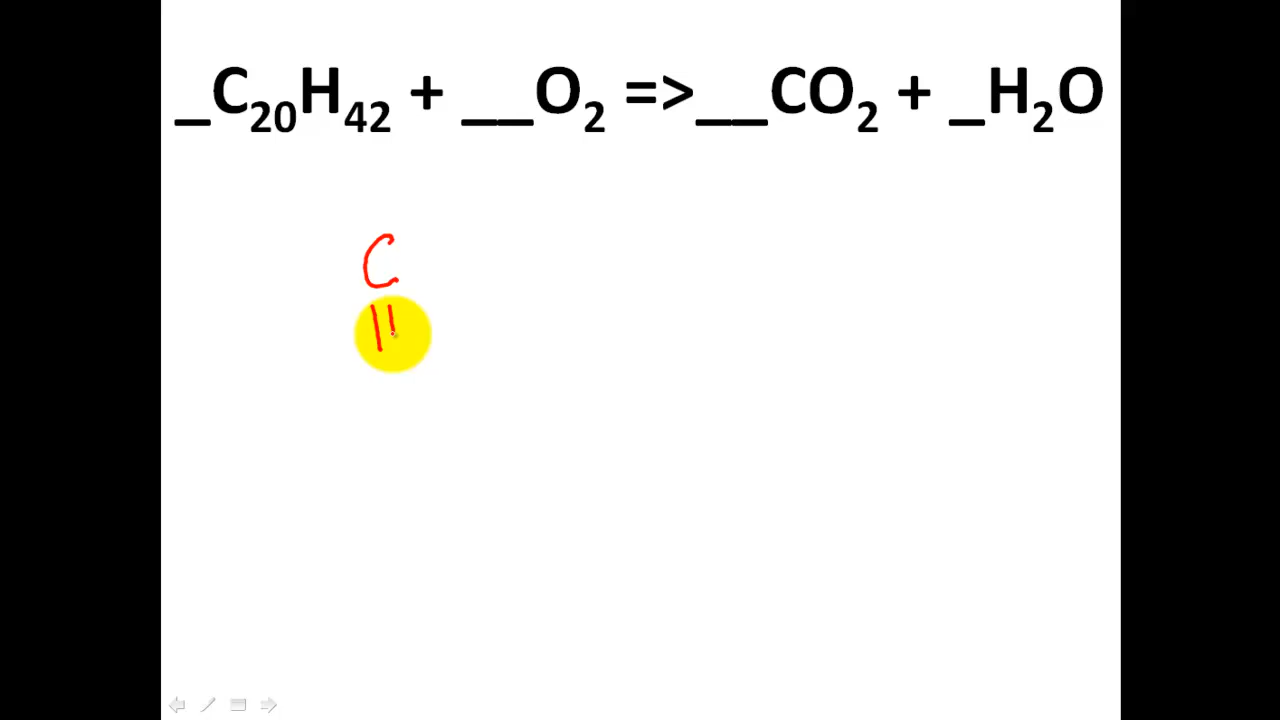 _C₂₀H₄₂ + __O₂ =>__CO₂ + _H₂O
C